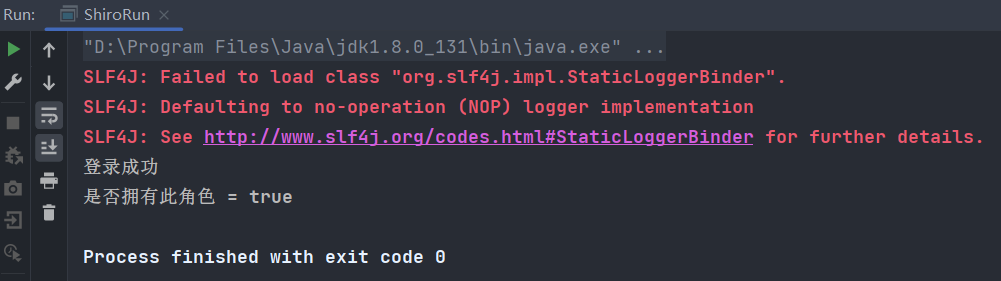 Run: ShiroRun
"D:\Program Files\Java\jdk1.8.0_131\bin\java.exe" ...
SLF4J: Failed to load class "org.slf4j.impl.StaticLoggerBinder".
SLF4J: Defaulting to no-operation (NOP) logger implementation
SLF4J: See http://www.slf4j.org/codes.html#StaticLoggerBinder for further details.
登录成功
是否拥有此角色 = true
Process finished with exit code 0